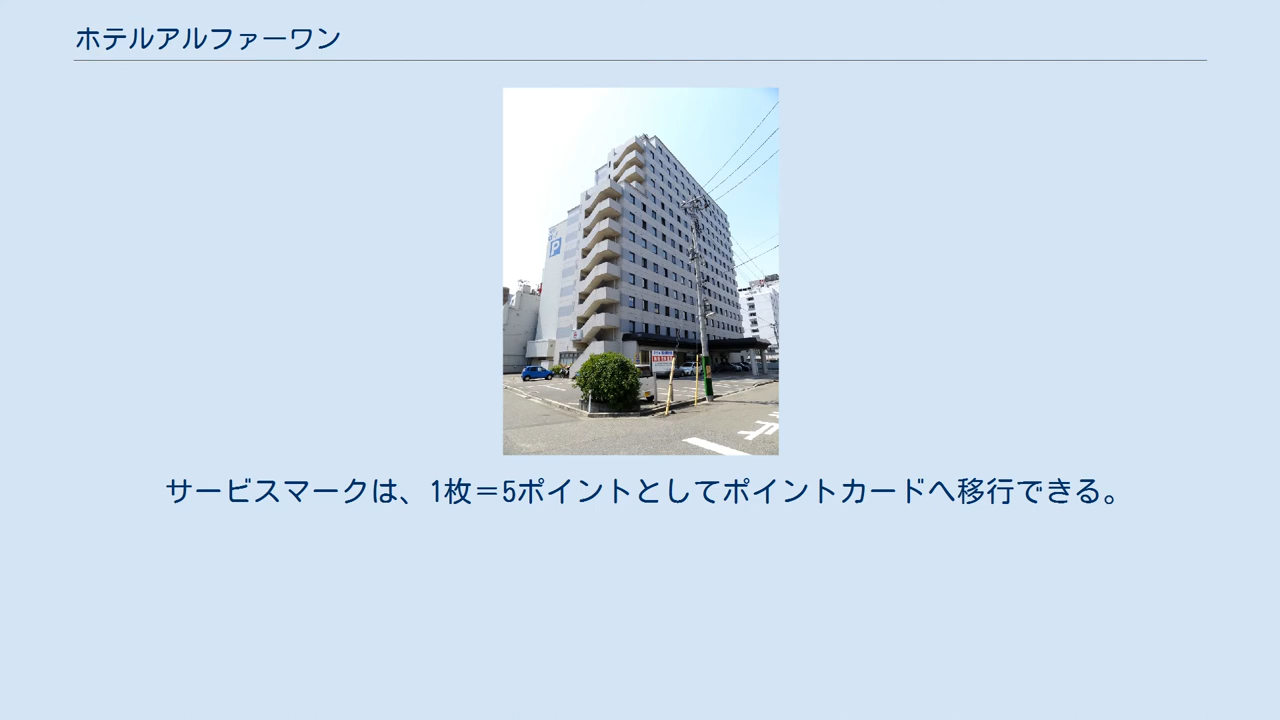 ホテルアルファーワン
P
サービスマークは、1枚＝5ポイントとしてポイントカードへ移行できる。